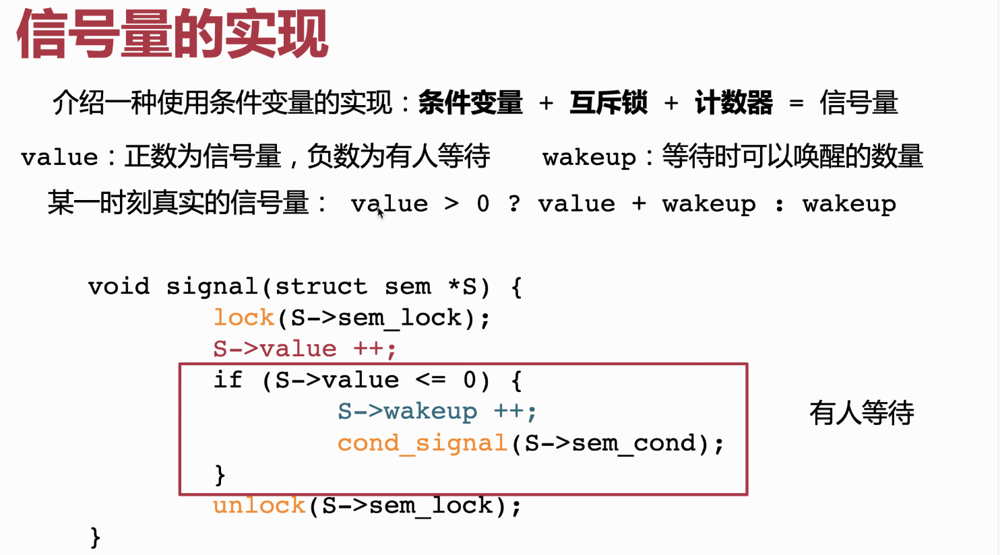 信号量的实现
介绍一种使用条件变量的实现：条件变量 + 互斥锁 + 计数器 = 信号量
value：正数为信号量，负数为有人等待 wakeup：等待时可以唤醒的数量
某一时刻真实的信号量： value > 0 ? value + wakeup : wakeup
void signal(struct sem *S) {
lock(S->sem_lock);
S->value ++;
if (S->value <= 0) {
S->wakeup ++;
有人等待
cond_signal(S->sem_cond);
}
unlock(S->sem_lock);
}